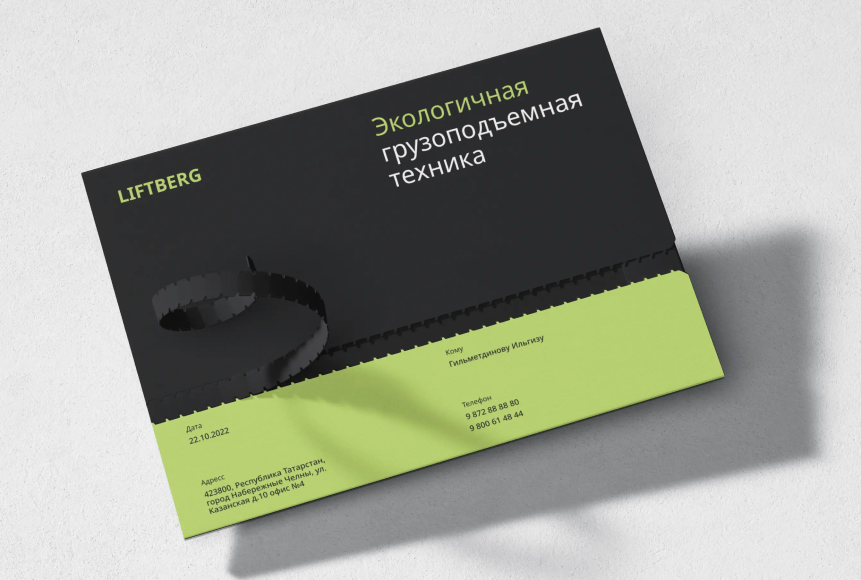 LIFTBERG
Экологичная
грузоподъемная
техника
Кому
Гильметдинову Ильгизу
Телефон
9 872 88 88 80
9 800 61 48 44
Дата
22.10.2022
Адресс
423800, Республика Татарстан,
город Набережные Челны, ул.
Казанская д.10 офис №4